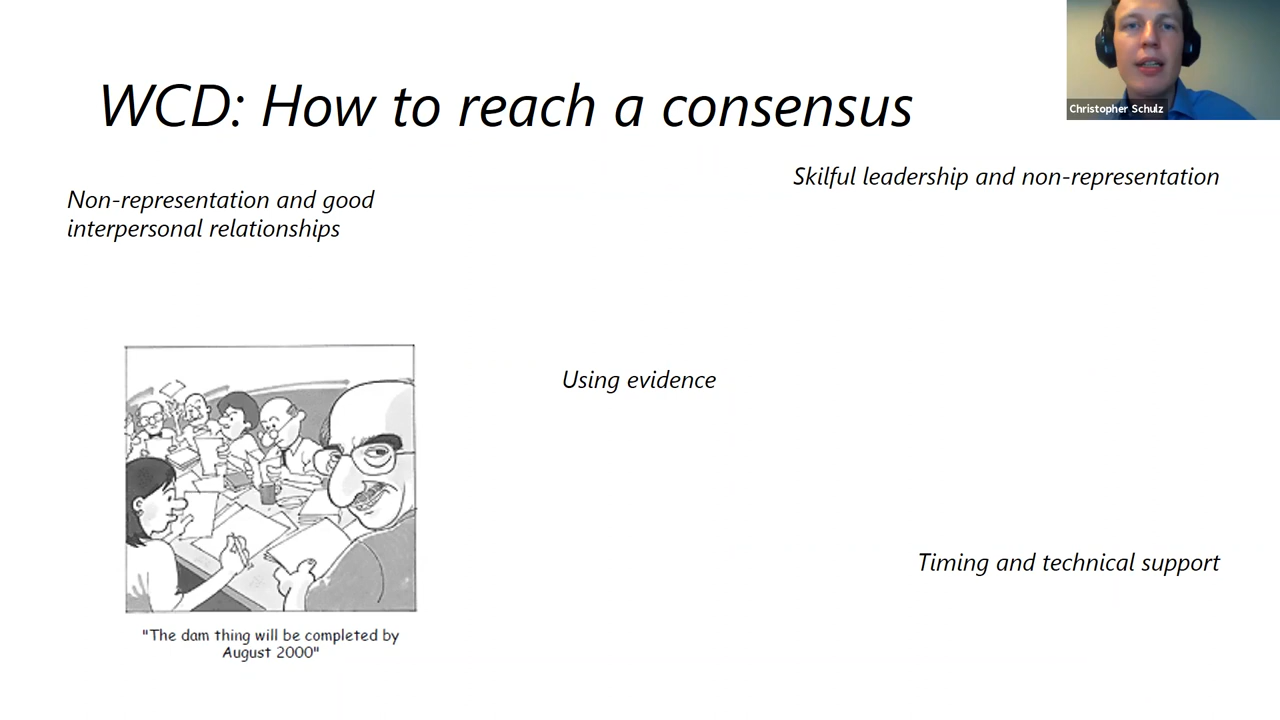 WCD: How to reach a consensus
Christopher Schulz
Skilful leadership and non-representation
Non-representation and good
interpersonal relationships
Using evidence
Timing and technical support
"The dam thing will be completed by
August 2000"